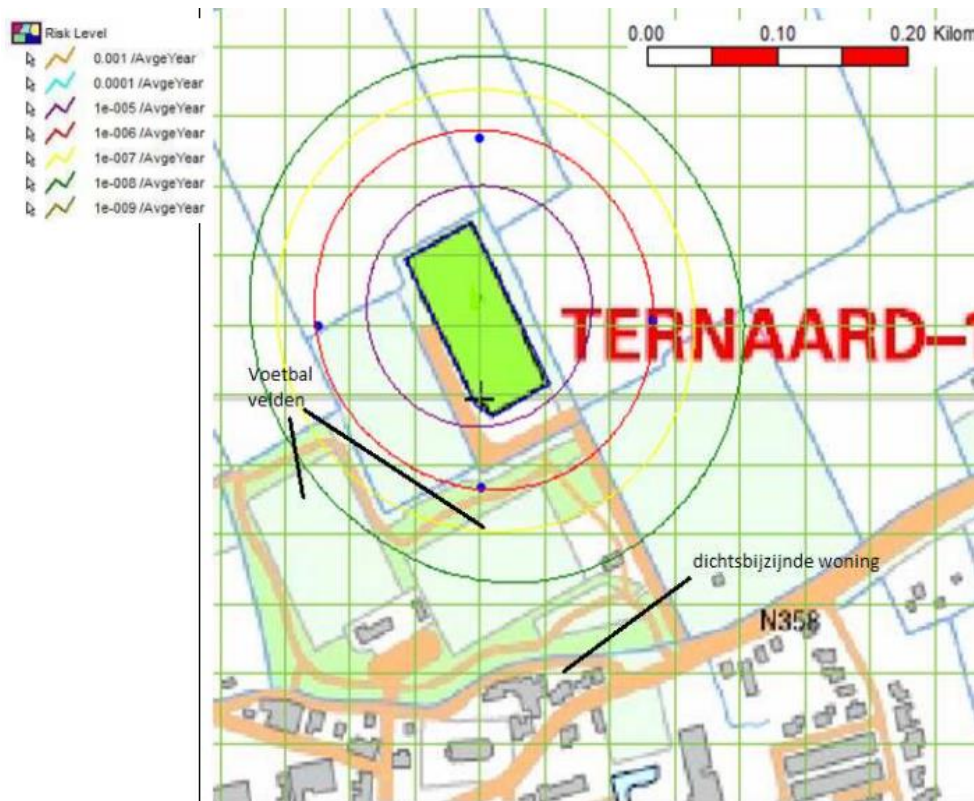 Risk Level
0.001 /AvgeYear
0.0001 /AvgeYear
1e-005 /AvgeYear
1e-006 /AvgeYear
1e-007 /AvgeYear
1e-008 /AvgeYear
1e-009 /AvgeYear
0.00 0.10 0.20 Kilom
TERNAARD-1
Voetbal
velden
dichtsbijzijnde woning
N358